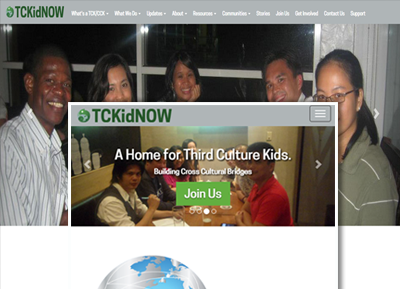 TCKidNOW
What's a TCK/CCK What We Do Updates About Resources Communities Stories Join Us Get Involved Contact Us Support
TCKidNOW
A Home for Third Culture Kids.
Building Cross Cultural Bridges
Join Us